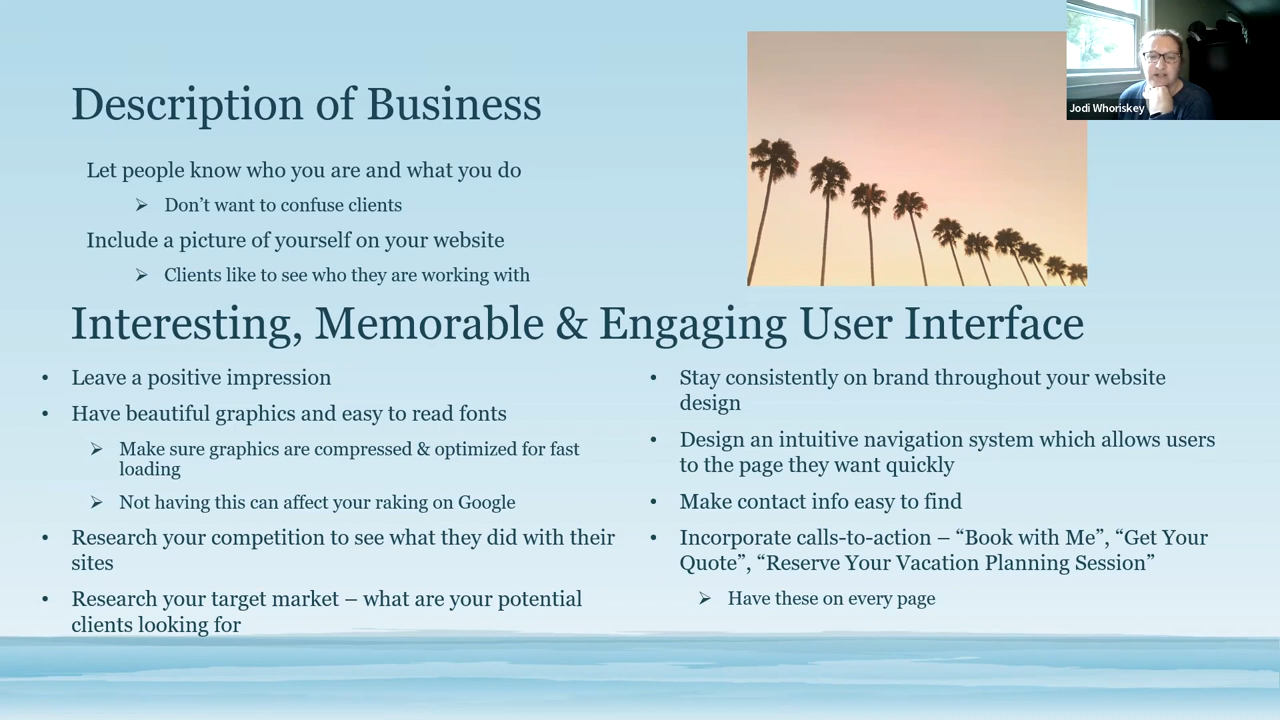 Jodi Whoriskey
Description of Business
Let people know who you are and what you do
➢ Don’t want to confuse clients
Include a picture of yourself on your website
➢ Clients like to see who they are working with
Interesting, Memorable & Engaging User Interface
• Leave a positive impression
• Have beautiful graphics and easy to read fonts
➢ Make sure graphics are compressed & optimized for fast
loading
➢ Not having this can affect your raking on Google
• Research your competition to see what they did with their
sites
• Research your target market – what are your potential
clients looking for
• Stay consistently on brand throughout your website
design
• Design an intuitive navigation system which allows users
to the page they want quickly
• Make contact info easy to find
• Incorporate calls-to-action – “Book with Me”, “Get Your
Quote”, “Reserve Your Vacation Planning Session”
➢ Have these on every page